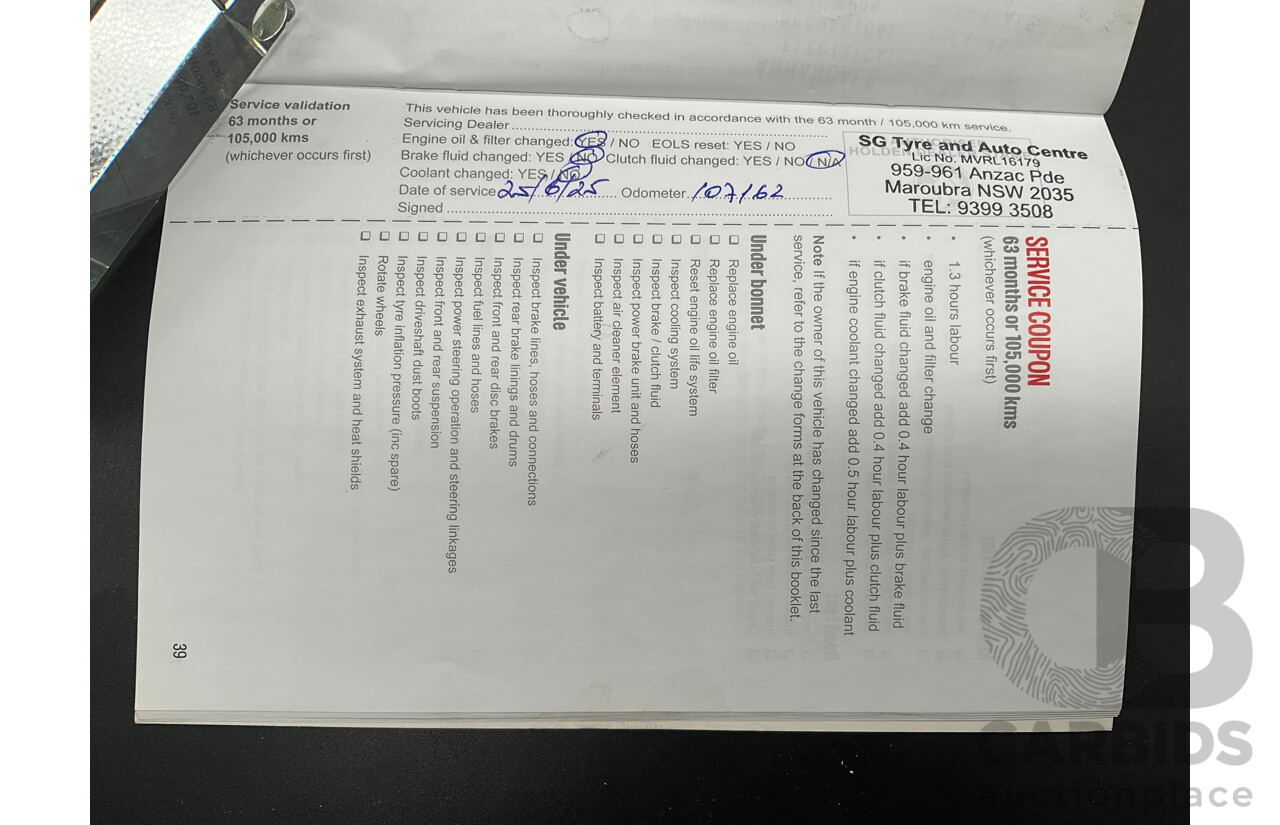 Service validation
63 months or
105,000 kms
(whichever occurs first)
This vehicle has been thoroughly checked in accordance with the 63 month / 105,000 km service.
Servicing Dealer
Engine oil & filter changed: YES / NO EOLS reset: YES / NO
Brake fluid changed: YES / NO Clutch fluid changed: YES / NO / N/A
Coolant changed: YES / NO
Date of service 25/6/25 Odometer 107162
Signed
SG Tyre and Auto Centre
Lic No. MVRL16179
959-961 Anzac Pde
Maroubra NSW 2035
TEL: 9399 3508
SERVICE COUPON
63 months or 105,000 kms
(whichever occurs first)
• 1.3 hours labour
• engine oil and filter change
• if brake fluid changed add 0.4 hour labour plus brake fluid
• if clutch fluid changed add 0.4 hour labour plus clutch fluid
• if engine coolant changed add 0.5 hour labour plus coolant
Note If the owner of this vehicle has changed since the last
service, refer to the change forms at the back of this booklet.
Under bonnet
❑ Replace engine oil
❑ Replace engine oil filter
❑ Reset engine oil life system
❑ Inspect cooling system
❑ Inspect brake / clutch fluid
❑ Inspect power brake unit and hoses
❑ Inspect air cleaner element
❑ Inspect battery and terminals
Under vehicle
❑ Inspect brake lines, hoses and connections
❑ Inspect rear brake linings and drums
❑ Inspect front and rear disc brakes
❑ Inspect fuel lines and hoses
❑ Inspect power steering operation and steering linkages
❑ Inspect front and rear suspension
❑ Inspect driveshaft dust boots
❑ Inspect tyre inflation pressure (inc spare)
❑ Rotate wheels
❑ Inspect exhaust system and heat shields
39
CARBIDS
auctionplace